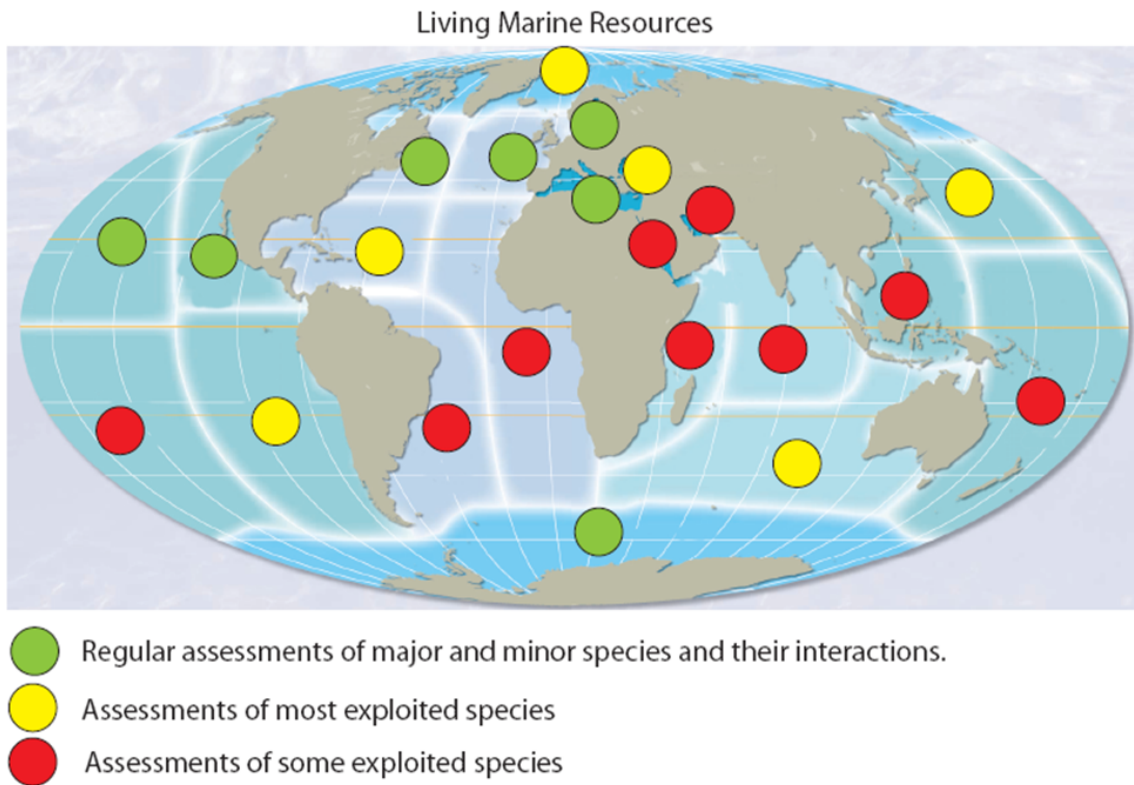 Living Marine Resources
Regular assessments of major and minor species and their interactions.
Assessments of most exploited species
Assessments of some exploited species